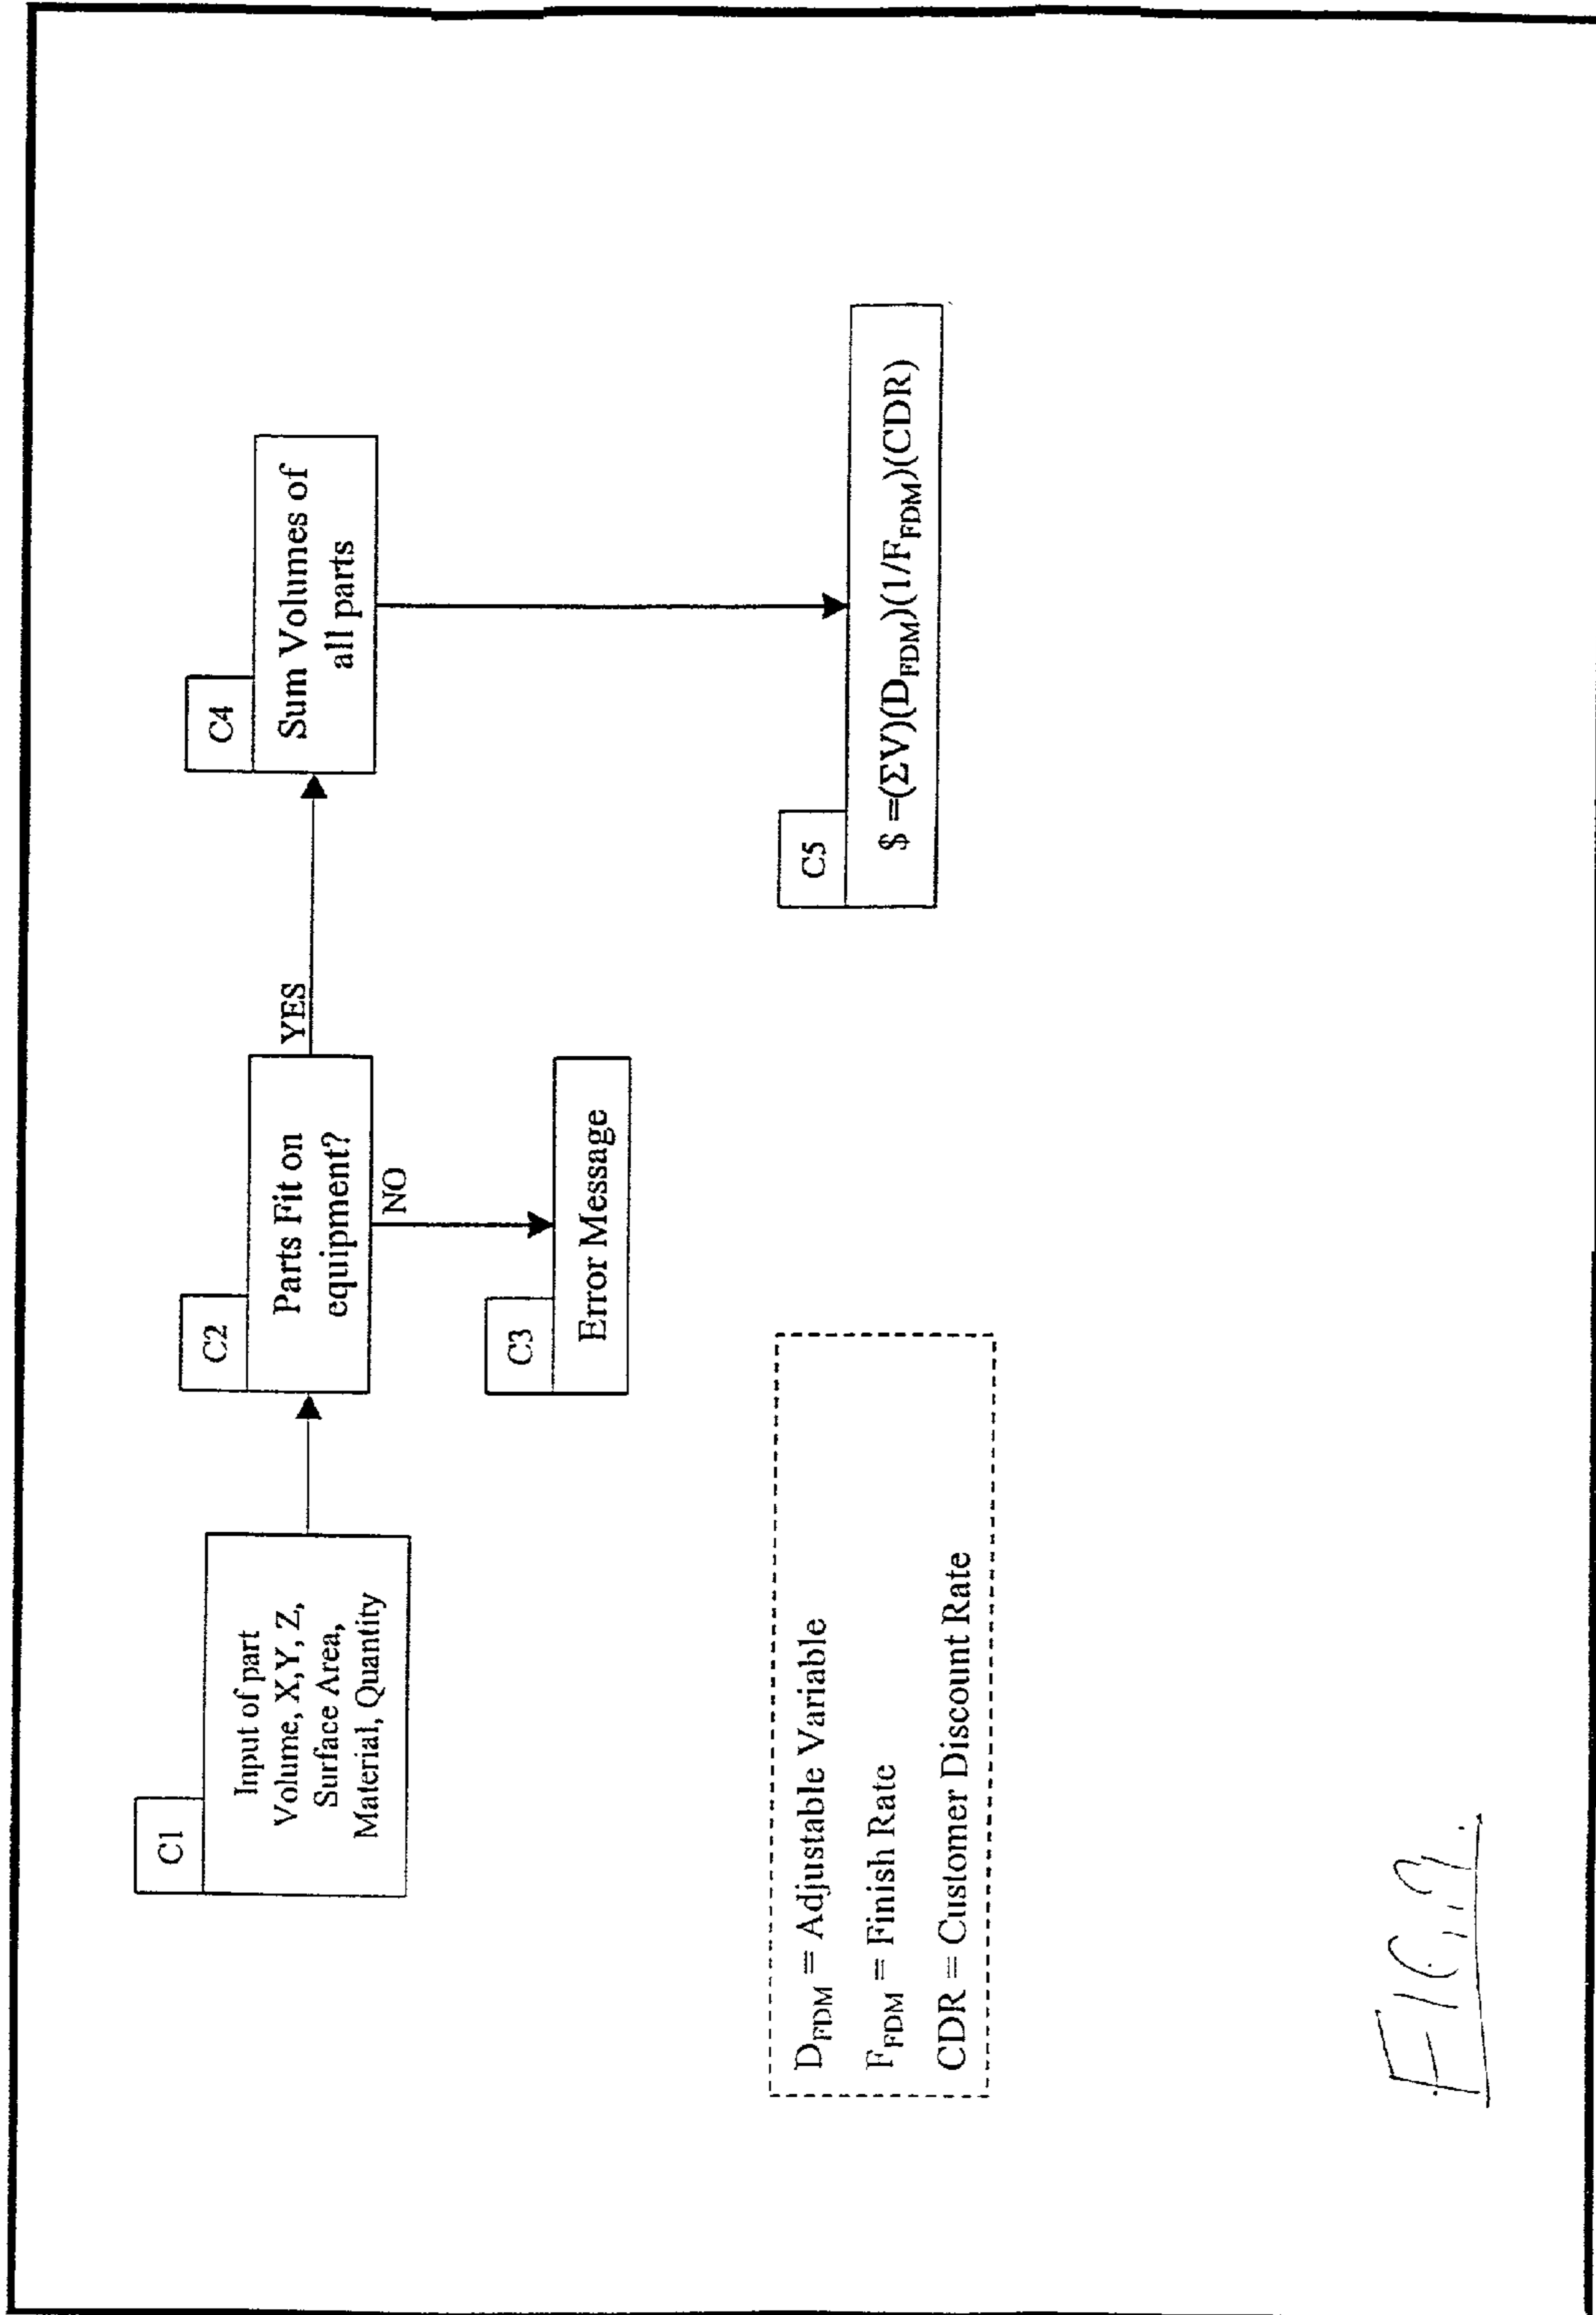 C1
Input of part
Volume, X,Y, Z,
Surface Area,
Material, Quantity
C2
Parts Fit on
equipment?
YES
NO
C3
Error Message
C4
Sum Volumes of
all parts
C5
$ =(ΣV)(D_FDM)(1/F_FDM)(CDR)
D_FDM = Adjustable Variable
F_FDM = Finish Rate
CDR = Customer Discount Rate
FIG.